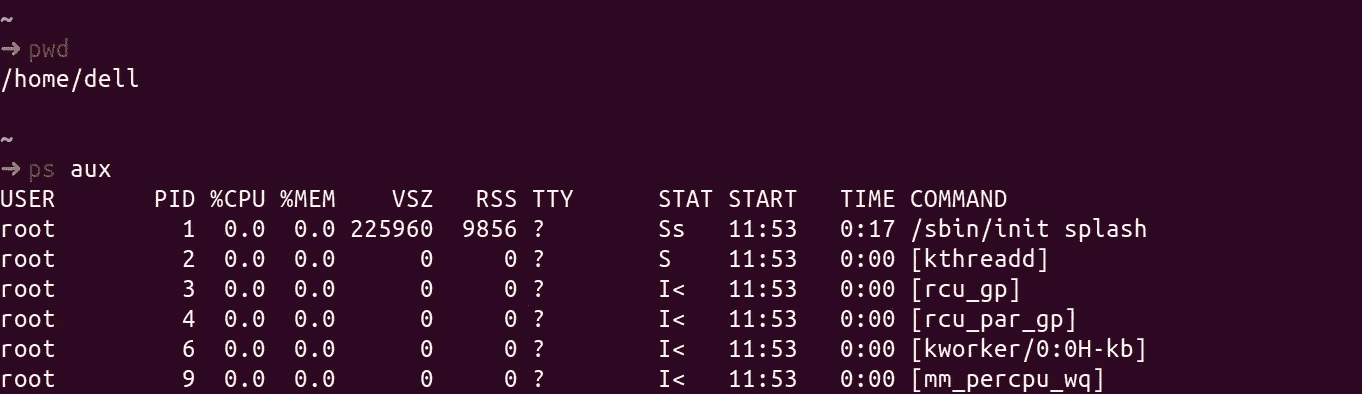 ~
→ pwd
/home/dell
~
→ ps aux
USER       PID %CPU %MEM    VSZ   RSS TTY      STAT START   TIME COMMAND
root         1  0.0  0.0 225960  9856 ?        Ss   11:53   0:17 /sbin/init splash
root         2  0.0  0.0      0     0 ?        S    11:53   0:00 [kthreadd]
root         3  0.0  0.0      0     0 ?        I<   11:53   0:00 [rcu_gp]
root         4  0.0  0.0      0     0 ?        I<   11:53   0:00 [rcu_par_gp]
root         6  0.0  0.0      0     0 ?        I<   11:53   0:00 [kworker/0:0H-kb]
root         9  0.0  0.0      0     0 ?        I<   11:53   0:00 [mm_percpu_wq]